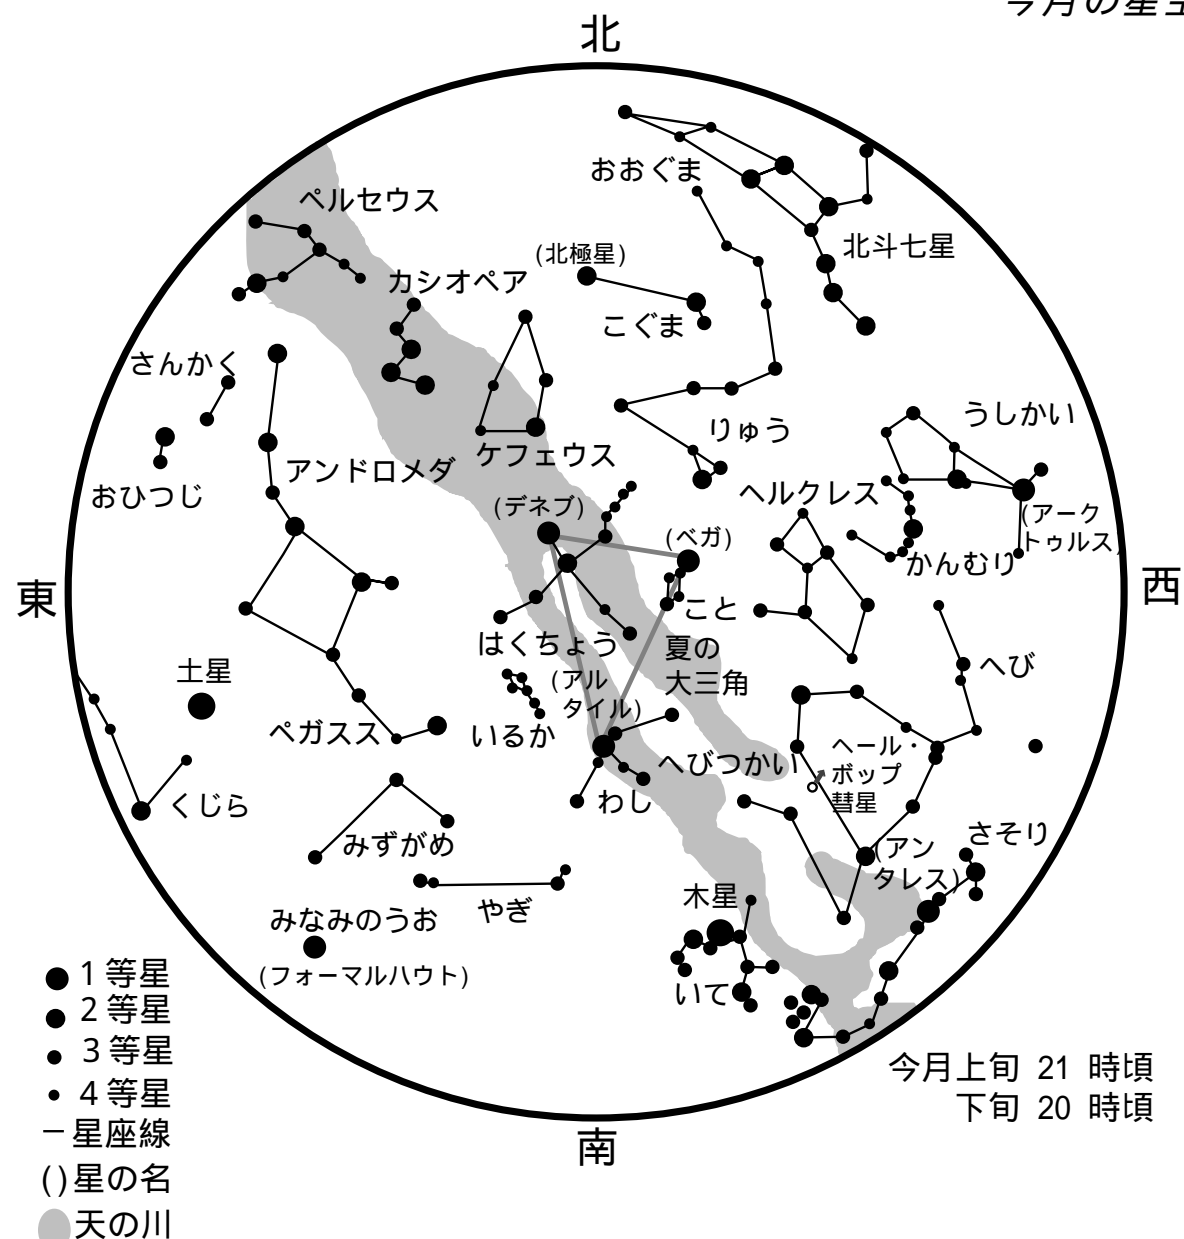 今月の星空
北
おおぐま
ペルセウス
北斗七星
(北極星)
カシオペア
こぐま
さんかく
うしかい
りゅう
ケフェウス
アンドロメダ
おひつじ
ヘルクレス
(デネブ)
(アーク
トゥルス)
(ベガ)
かんむり
東
西
こと
はくちょう
夏の
大三角
へび
土星
(アル
タイル)
ペガスス
いるか
ヘール・
ボップ
彗星
へびつかい
わし
くじら
みずがめ
さそり
(アン
タレス)
木星
やぎ
みなみのうお
(フォーマルハウト)
いて
1等星
2等星
3等星
4等星
星座線
()星の名
天の川
今月上旬 21 時頃
下旬 20 時頃
南